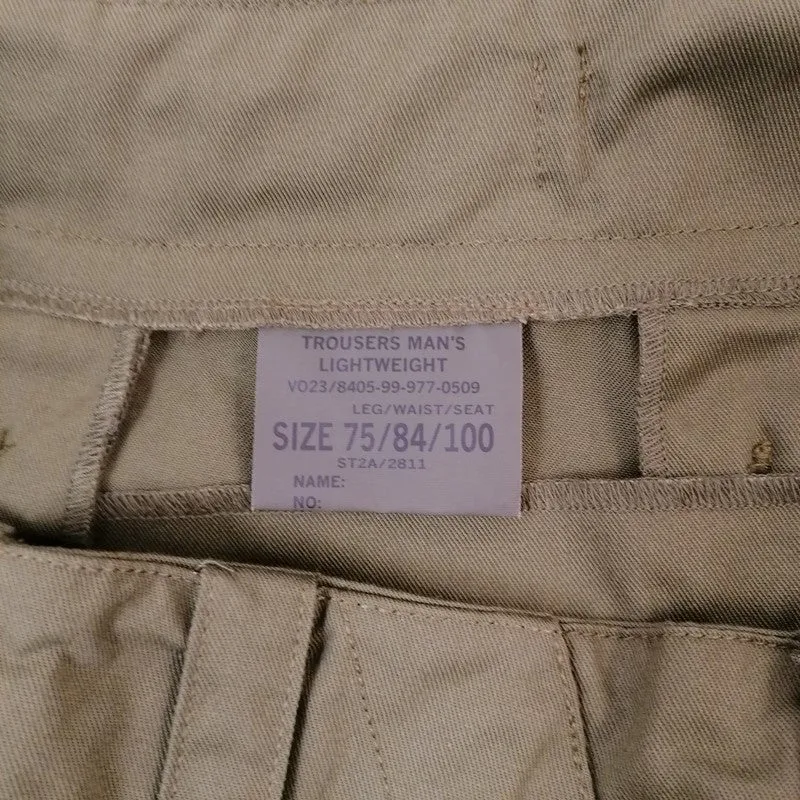 TROUSERS MAN'S
LIGHTWEIGHT
VO23/8405-99-977-0509
LEG/WAIST/SEAT
SIZE 75/84/100
ST2A/2811
NAME:
NO: